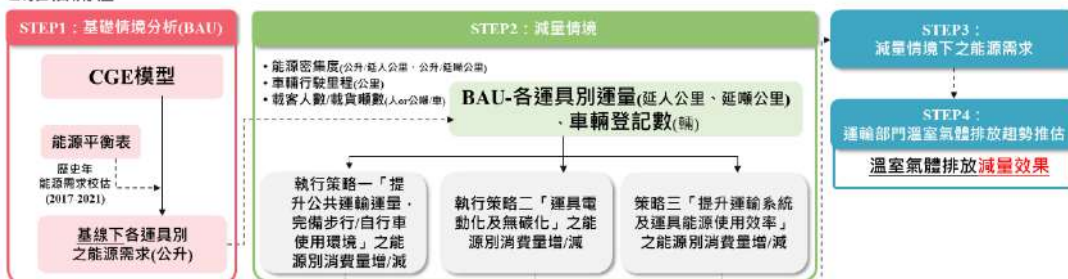 STEP1：基礎情境分析(BAU)
CGE模型
能源平衡表
歷史年
能源需求校估
(2017-2021)
基線下各運具別
之能源需求(公升)
STEP2：減量情境
• 能源密集度(公升/延人公里、公升/延噸公里)
• 車輛行駛里程(公里)
• 載客人數/載貨噸數(人or公噸/車)
BAU-各運具別運量(延人公里、延噸公里)
、車輛登記數(輛)
執行策略一「提
升公共運輸運量，
完備步行/自行車
使用環境」之能
源別消費量增/減
執行策略二「運具電
動化及無碳化」之能
源別消費量增/減
策略三「提升運輸系統
及運具能源使用效率」
之能源別消費量增/減
STEP3：
減量情境下之能源需求
STEP4：
運輸部門溫室氣體排放趨勢推估
溫室氣體排放減量效果